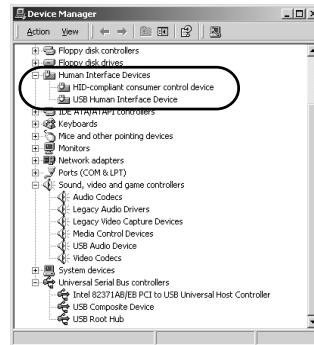 Device Manager
Action View
Floppy disk controllers
Floppy disk drives
Human Interface Devices
HID-compliant consumer control device
USB Human Interface Device
IDE ATA/ATAPI controllers
Keyboards
Mice and other pointing devices
Monitors
Network adapters
Ports (COM & LPT)
Sound, video and game controllers
Audio Codecs
Legacy Audio Drivers
Legacy Video Capture Devices
Media Control Devices
USB Audio Device
Video Codecs
System devices
Universal Serial Bus controllers
Intel 82371AB/EB PCI to USB Universal Host Controller
USB Composite Device
USB Root Hub